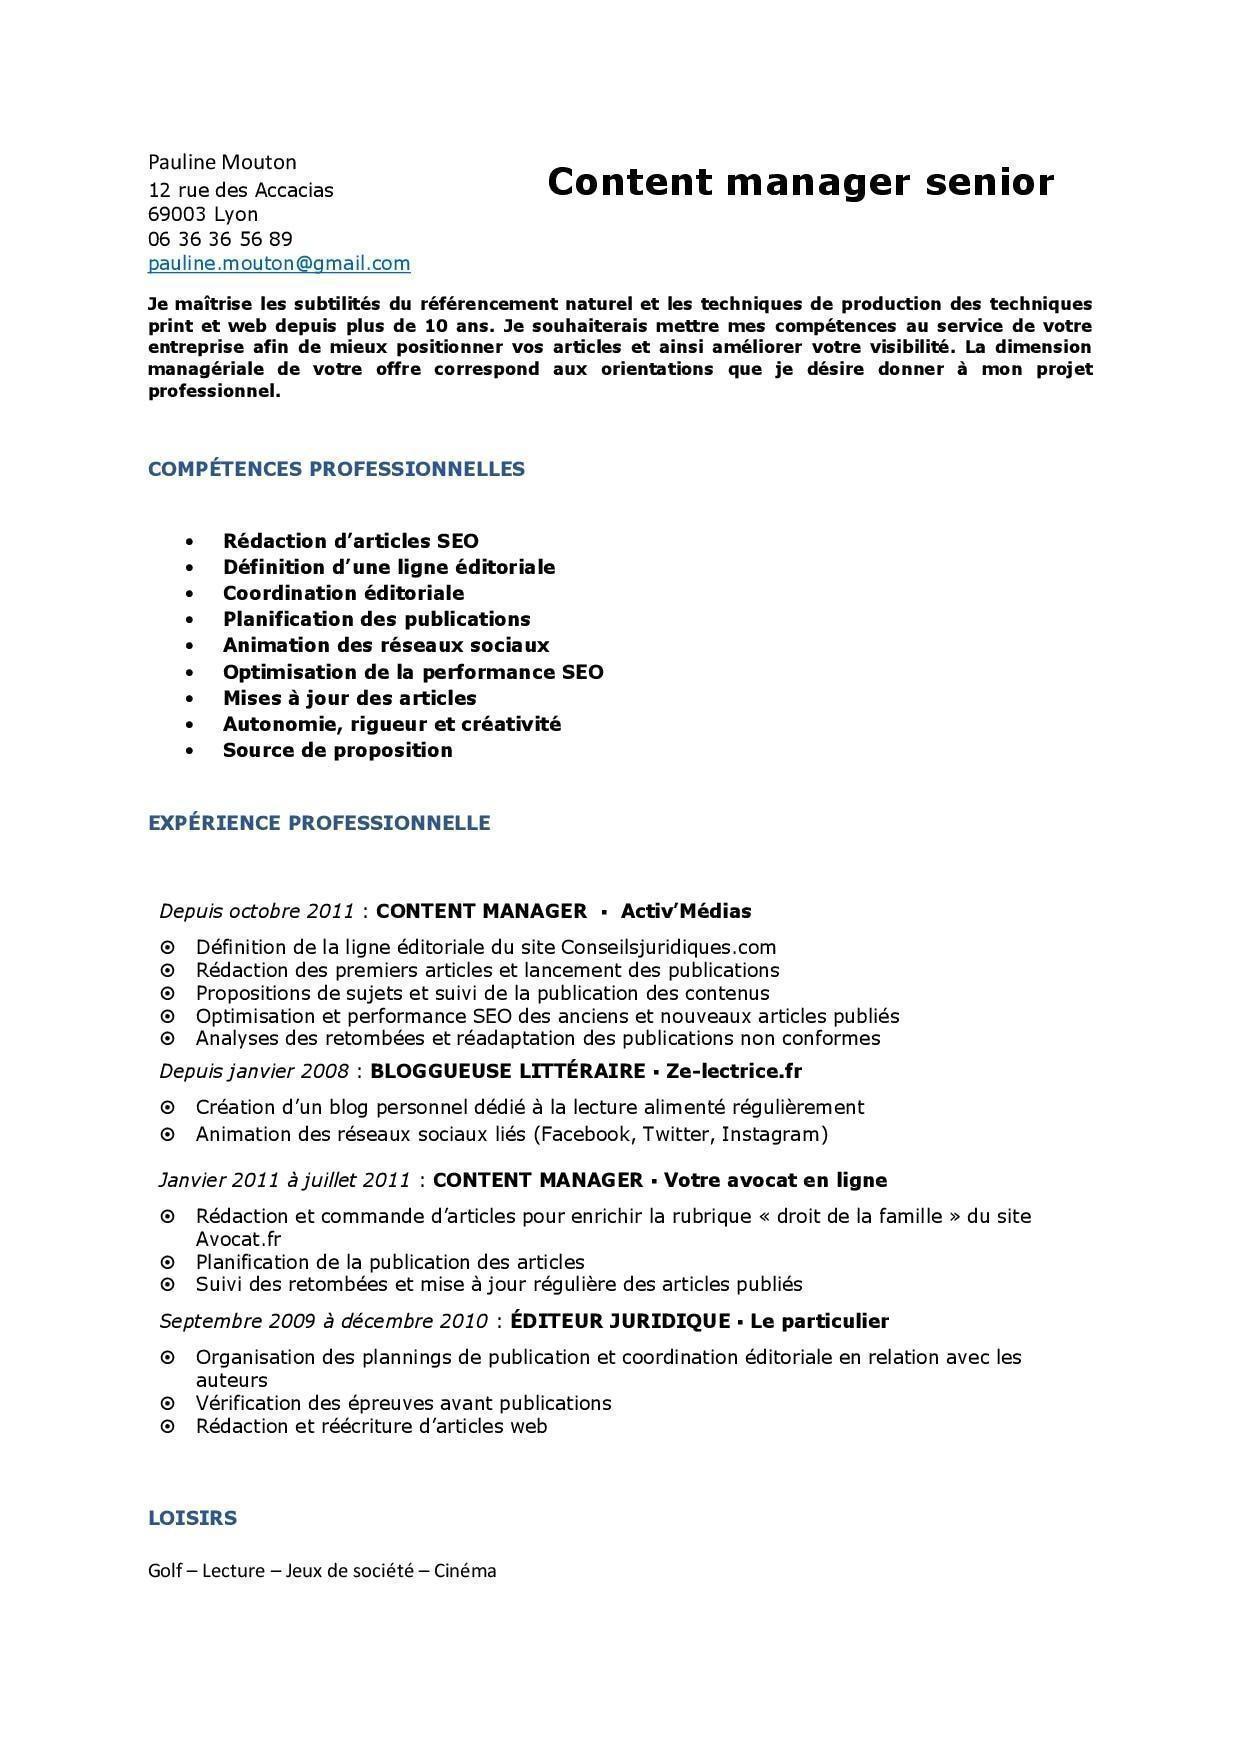 Pauline Mouton
12 rue des Accacias
69003 Lyon
06 36 36 56 89
pauline.mouton@gmail.com
Content manager senior
Je maîtrise les subtilités du référencement naturel et les techniques de production des techniques
print et web depuis plus de 10 ans. Je souhaiterais mettre mes compétences au service de votre
entreprise afin de mieux positionner vos articles et ainsi améliorer votre visibilité. La dimension
managériale de votre offre correspond aux orientations que je désire donner à mon projet
professionnel.
COMPÉTENCES PROFESSIONNELLES
• Rédaction d’articles SEO
• Définition d’une ligne éditoriale
• Coordination éditoriale
• Planification des publications
• Animation des réseaux sociaux
• Optimisation de la performance SEO
• Mises à jour des articles
• Autonomie, rigueur et créativité
• Source de proposition
EXPÉRIENCE PROFESSIONNELLE
Depuis octobre 2011 : CONTENT MANAGER ▪ Activ’Médias
⊙ Définition de la ligne éditoriale du site Conseilsjuridiques.com
⊙ Rédaction des premiers articles et lancement des publications
⊙ Propositions de sujets et suivi de la publication des contenus
⊙ Optimisation et performance SEO des anciens et nouveaux articles publiés
⊙ Analyses des retombées et réadaptation des publications non conformes
Depuis janvier 2008 : BLOGGUEUSE LITTÉRAIRE ▪ Ze-lectrice.fr
⊙ Création d’un blog personnel dédié à la lecture alimenté régulièrement
⊙ Animation des réseaux sociaux liés (Facebook, Twitter, Instagram)
Janvier 2011 à juillet 2011 : CONTENT MANAGER ▪ Votre avocat en ligne
⊙ Rédaction et commande d’articles pour enrichir la rubrique « droit de la famille » du site
Avocat.fr
⊙ Planification de la publication des articles
⊙ Suivi des retombées et mise à jour régulière des articles publiés
Septembre 2009 à décembre 2010 : ÉDITEUR JURIDIQUE ▪ Le particulier
⊙ Organisation des plannings de publication et coordination éditoriale en relation avec les
auteurs
⊙ Vérification des épreuves avant publications
⊙ Rédaction et réécriture d’articles web
LOISIRS
Golf – Lecture – Jeux de société – Cinéma